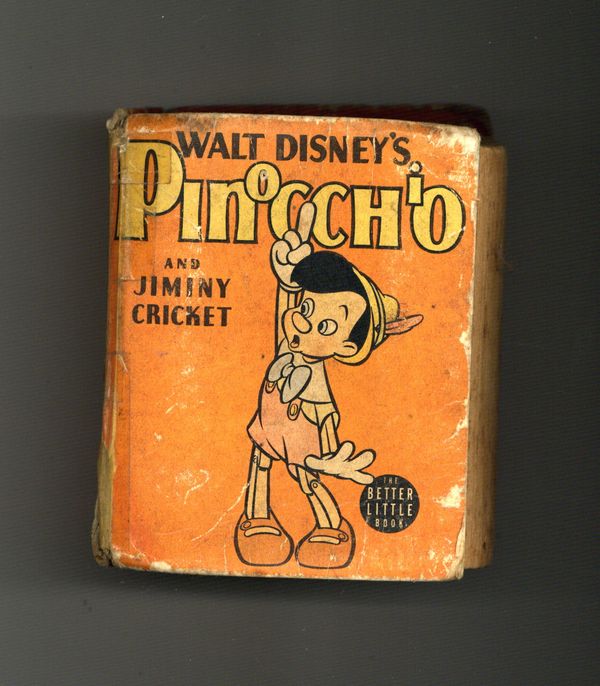 WALT DISNEY'S
PINOCCHIO
AND
JIMINY
CRICKET
THE
BETTER
LITTLE
BOOK